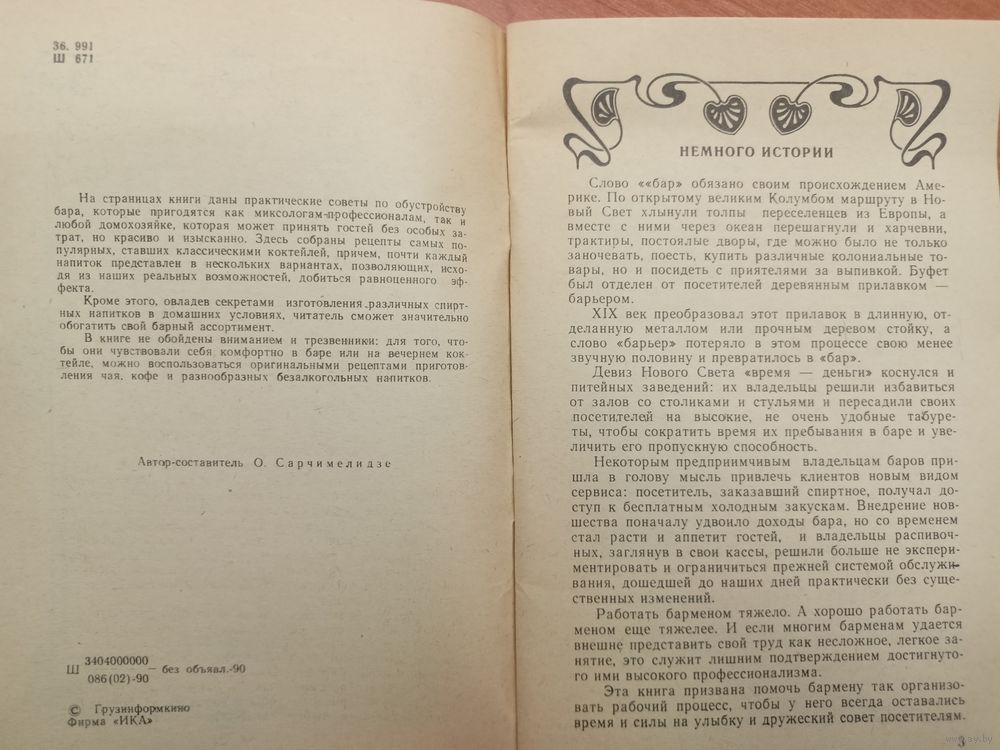 36. 991
Ш 671
На страницах книги даны практические советы по обустройству
бара, которые пригодятся как миксологам-профессионалам, так и
любой домохозяйке, которая может принять гостей без особых за-
трат, но красиво и изысканно. Здесь собраны рецепты самых по-
пулярных, ставших классическими коктейлей, причем, почти каждый
напиток представлен в нескольких вариантах, позволяющих, исхо-
дя из наших реальных возможностей, добиться равноценного эф-
фекта.
Кроме этого, овладев секретами изготовления различных спирт-
ных напитков в домашних условиях, читатель сможет значительно
обогатить свой барный ассортимент.
В книге не обойдены вниманием и трезвенники: для того, что-
бы они чувствовали себя комфортно в баре или на вечернем кок-
тейле, можно воспользоваться оригинальными рецептами приготов-
ления чая, кофе и разнообразных безалкогольных напитков.
Автор-составитель О. Сарчимелидзе
Ш 3404000000 — без объявл.-90
086(02)-90
© Грузинформкино
Фирма «ИКА»
НЕМНОГО ИСТОРИИ
Слово ««бар» обязано своим происхождением Аме-
рике. По открытому великим Колумбом маршруту в Но-
вый Свет хлынули толпы переселенцев из Европы, а
вместе с ними через океан перешагнули и харчевни,
трактиры, постоялые дворы, где можно было не только
заночевать, поесть, купить различные колониальные то-
вары, но и посидеть с приятелями за выпивкой. Буфет
был отделен от посетителей деревянным прилавком —
барьером.
XIX век преобразовал этот прилавок в длинную, от-
деланную металлом или прочным деревом стойку, а
слово «барьер» потеряло в этом процессе свою менее
звучную половину и превратилось в «бар».
Девиз Нового Света «время — деньги» коснулся и
питейных заведений: их владельцы решили избавиться
от залов со столиками и стульями и пересадили своих
посетителей на высокие, не очень удобные табуре-
ты, чтобы сократить время их пребывания в баре и уве-
личить его пропускную способность.
Некоторым предприимчивым владельцам баров при-
шла в голову мысль привлечь клиентов новым видом
сервиса: посетитель, заказавший спиртное, получал до-
ступ к бесплатным холодным закускам. Внедрение нов-
шества поначалу удвоило доходы бара, но со временем
стал расти и аппетит гостей, и владельцы распивоч-
ных, заглянув в свои кассы, решили больше не экспери-
ментировать и ограничиться прежней системой обслужи-
вания, дошедшей до наших дней практически без суще-
ственных изменений.
Работать барменом тяжело. А хорошо работать бар-
меном еще тяжелее. И если многим барменам удается
внешне представить свой труд как несложное, легкое за-
нятие, это служит лишним подтверждением достигнуто-
го ими высокого профессионализма.
Эта книга призвана помочь бармену так организо-
вать рабочий процесс, чтобы у него всегда оставались
время и силы на улыбку и дружеский совет посетителям.
3
www.ay.by